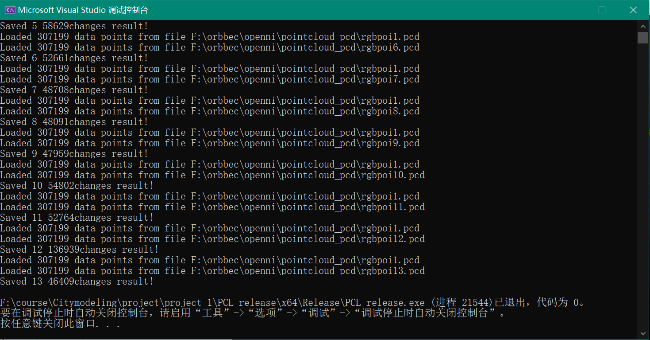 Microsoft Visual Studio 调试控制台
Saved 5 58629changes result!
Loaded 307199 data points from file F:\orbbec\openni\pointcloud_pcd\rgbpoi1.pcd
Loaded 307199 data points from file F:\orbbec\openni\pointcloud_pcd\rgbpoi6.pcd
Saved 6 52661changes result!
Loaded 307199 data points from file F:\orbbec\openni\pointcloud_pcd\rgbpoi1.pcd
Loaded 307199 data points from file F:\orbbec\openni\pointcloud_pcd\rgbpoi7.pcd
Saved 7 48708changes result!
Loaded 307199 data points from file F:\orbbec\openni\pointcloud_pcd\rgbpoi1.pcd
Loaded 307199 data points from file F:\orbbec\openni\pointcloud_pcd\rgbpoi8.pcd
Saved 8 48091changes result!
Loaded 307199 data points from file F:\orbbec\openni\pointcloud_pcd\rgbpoi1.pcd
Loaded 307199 data points from file F:\orbbec\openni\pointcloud_pcd\rgbpoi9.pcd
Saved 9 47959changes result!
Loaded 307199 data points from file F:\orbbec\openni\pointcloud_pcd\rgbpoi1.pcd
Loaded 307199 data points from file F:\orbbec\openni\pointcloud_pcd\rgbpoi10.pcd
Saved 10 54802changes result!
Loaded 307199 data points from file F:\orbbec\openni\pointcloud_pcd\rgbpoi1.pcd
Loaded 307199 data points from file F:\orbbec\openni\pointcloud_pcd\rgbpoi11.pcd
Saved 11 52764changes result!
Loaded 307199 data points from file F:\orbbec\openni\pointcloud_pcd\rgbpoi1.pcd
Loaded 307199 data points from file F:\orbbec\openni\pointcloud_pcd\rgbpoi12.pcd
Saved 12 136939changes result!
Loaded 307199 data points from file F:\orbbec\openni\pointcloud_pcd\rgbpoi1.pcd
Loaded 307199 data points from file F:\orbbec\openni\pointcloud_pcd\rgbpoi13.pcd
Saved 13 46409changes result!
F:\course\Citymodeling\project\project 1\PCL release\x64\Release\PCL release.exe (进程 21544)已退出，代码为 0。
要在调试停止时自动关闭控制台，请启用“工具”->“选项”->“调试”->“调试停止时自动关闭控制台”。
按任意键关闭此窗口. . .